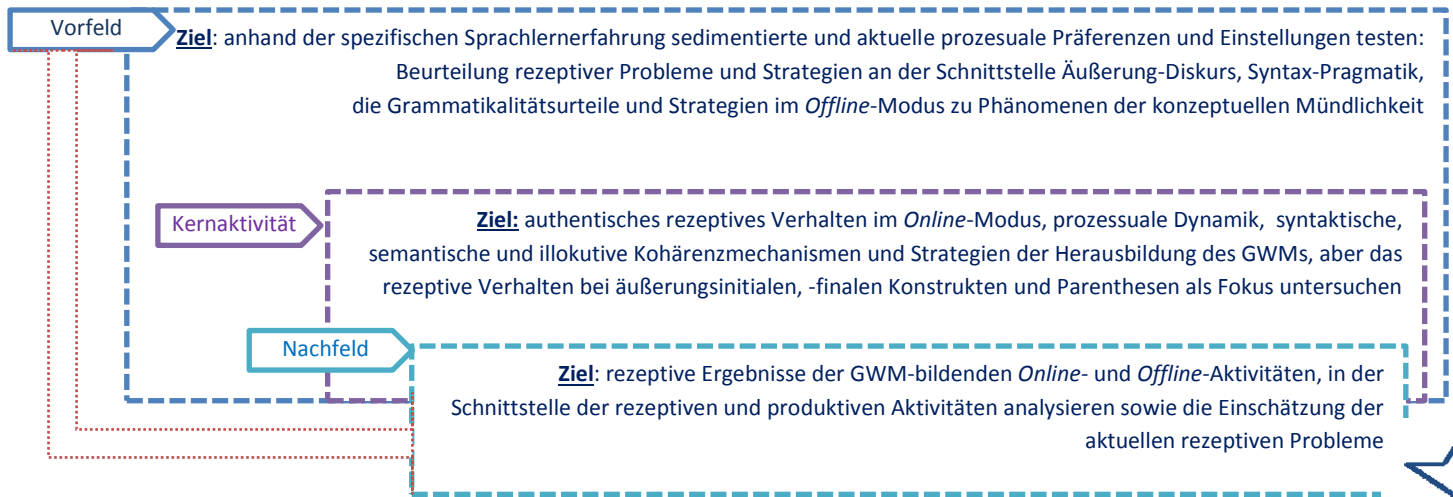 Vorfeld
Ziel: anhand der spezifischen Sprachlernerfahrung sedimentierte und aktuelle prozesuale Präferenzen und Einstellungen testen:
Beurteilung rezeptiver Probleme und Strategien an der Schnittstelle Äußerung-Diskurs, Syntax-Pragmatik,
die Grammatikalitätsurteile und Strategien im Offline-Modus zu Phänomenen der konzeptuellen Mündlichkeit
Kernaktivität
Ziel: authentisches rezeptives Verhalten im Online-Modus, prozessuale Dynamik, syntaktische,
semantische und illokutive Kohärenzmechanismen und Strategien der Herausbildung des GWMs, aber das
rezeptive Verhalten bei äußerungsinitialen, -finalen Konstrukten und Parenthesen als Fokus untersuchen
Nachfeld
Ziel: rezeptive Ergebnisse der GWM-bildenden Online- und Offline-Aktivitäten, in der
Schnittstelle der rezeptiven und produktiven Aktivitäten analysieren sowie die Einschätzung der
aktuellen rezeptiven Probleme